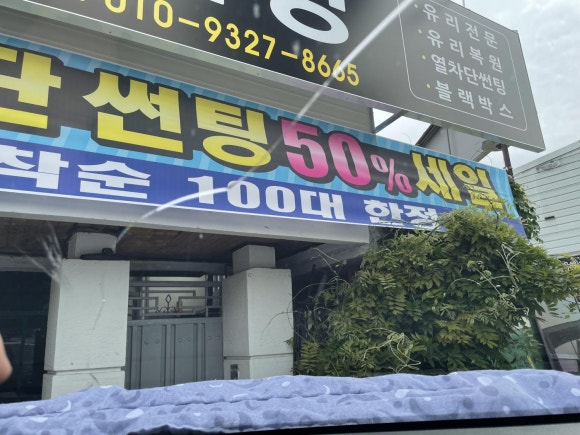 010-9327-8665
· 유리전문
· 유리복원
· 열차단썬팅
· 블랙박스
단 썬팅 50% 세일
착순 100대 한정